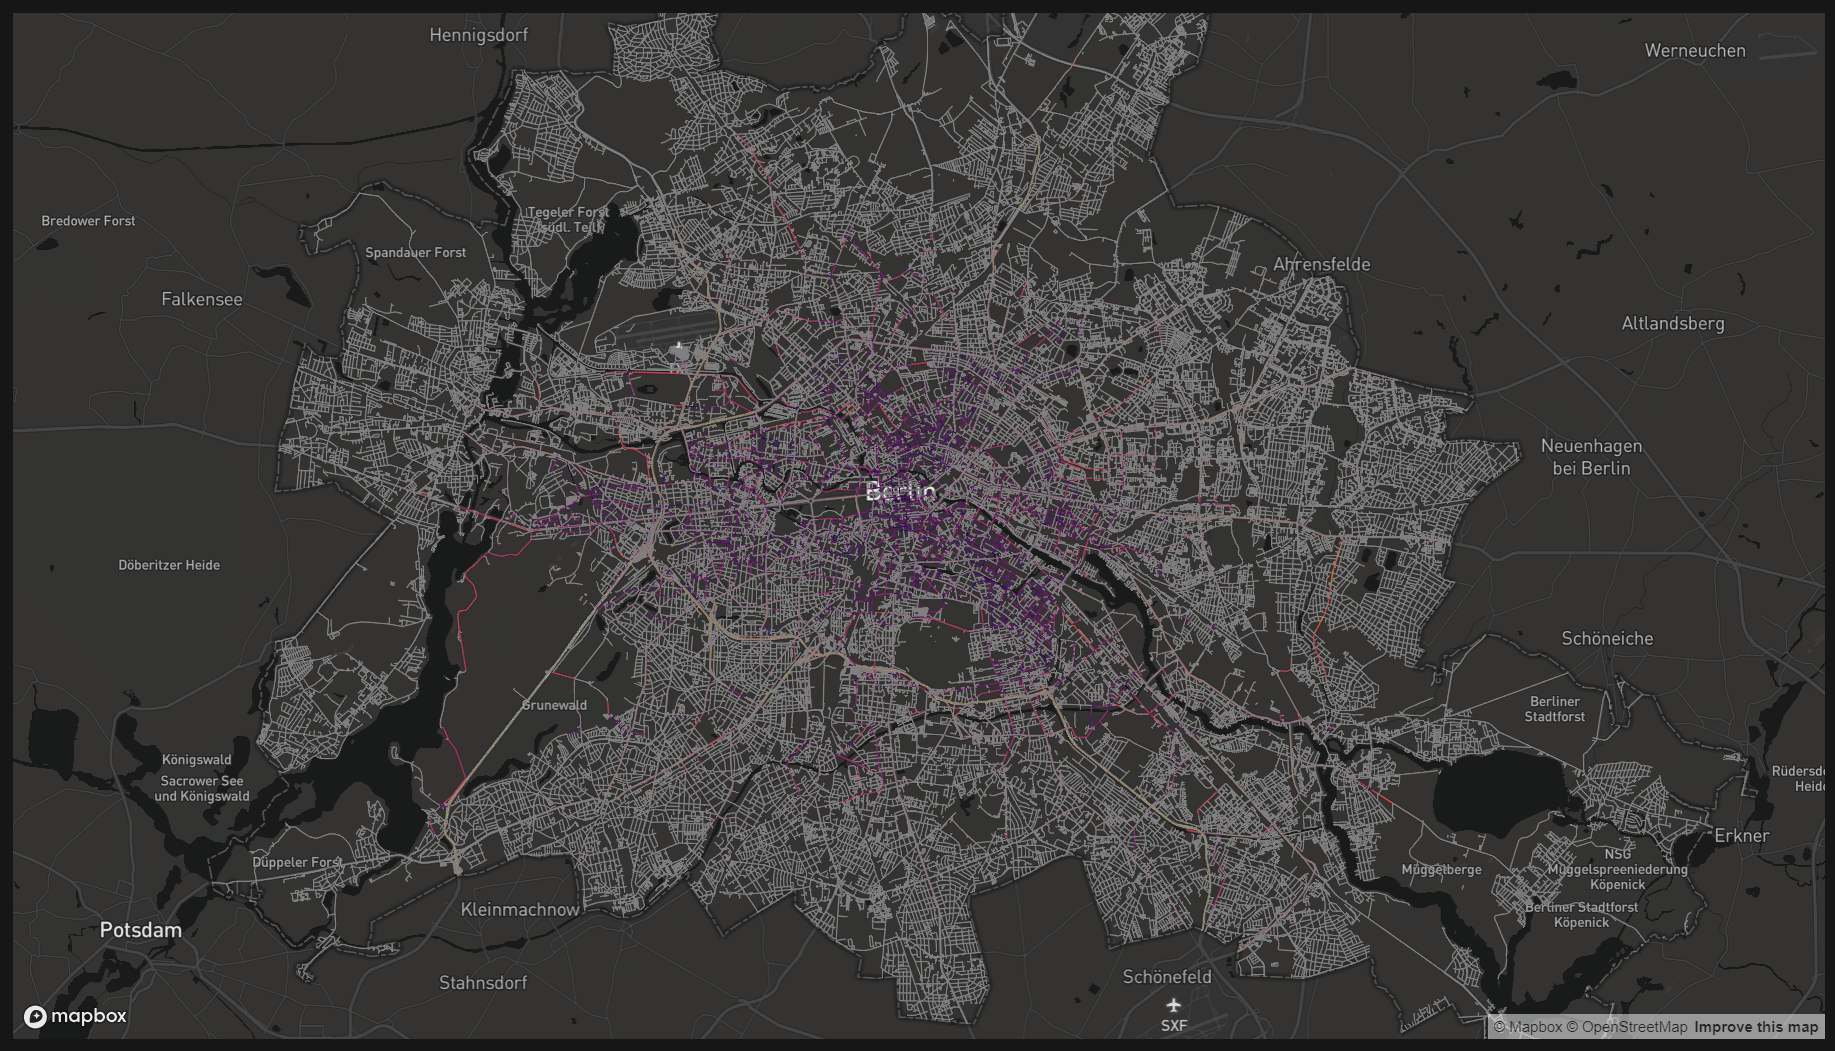 Hennigsdorf
Werneuchen
Bredower Forst
Tegeler Forst
(südl. Teil)
Spandauer Forst
Ahrensfelde
Falkensee
Altlandsberg
Neuenhagen
bei Berlin
Berlin
Döberitzer Heide
Schöneiche
Grunewald
Berliner
Stadtforst
Königswald
Sacrower See
und Königswald
Rüdersd
Heide
Erkner
Düppeler Forst
NSG
Müggelspreeniederung
Köpenick
Müggelberge
Kleinmachnow
Berliner Stadtforst
Köpenick
Potsdam
Stahnsdorf
Schönefeld
SXF
mapbox
© Mapbox © OpenStreetMap Improve this map